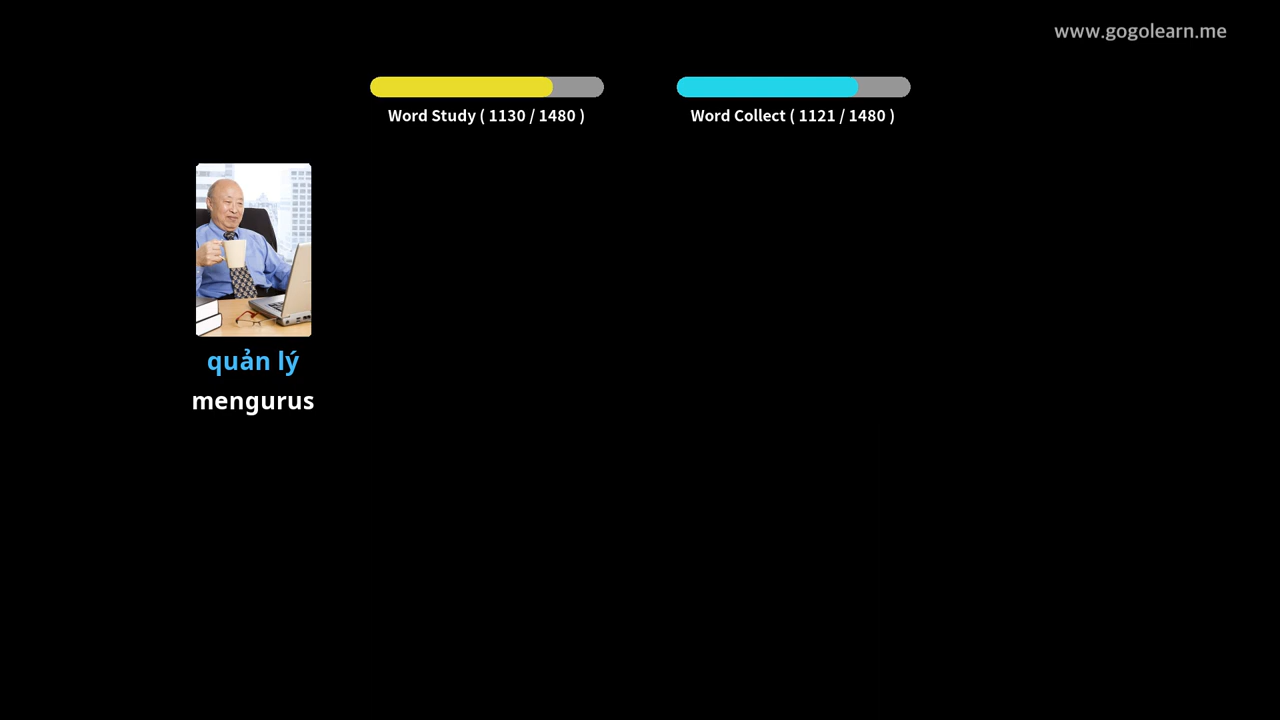 www.gogolearn.me
Word Study ( 1130 / 1480 )
Word Collect ( 1121 / 1480 )
quản lý
mengurus